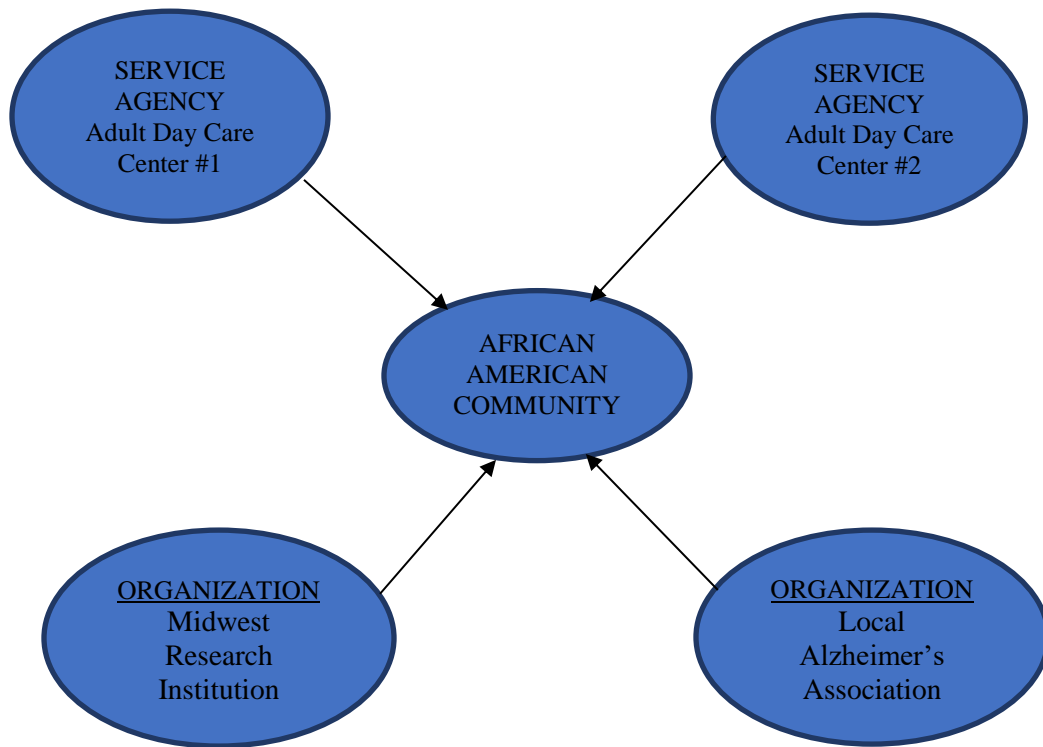 SERVICE
AGENCY
Adult Day Care
Center #1
SERVICE
AGENCY
Adult Day Care
Center #2
AFRICAN
AMERICAN
COMMUNITY
ORGANIZATION
Midwest
Research
Institution
ORGANIZATION
Local
Alzheimer’s
Association